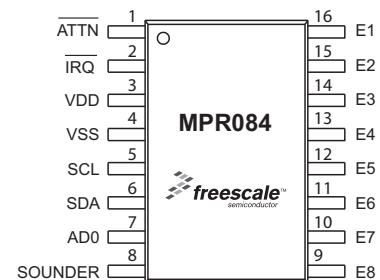 ATTN 1 16 E1
IRQ 2 15 E2
VDD 3 14 E3
VSS 4 13 E4
MPR084
SCL 5 12 E5
SDA 6 11 E6
freescale™
semiconductor
AD0 7 10 E7
SOUNDER 8 9 E8